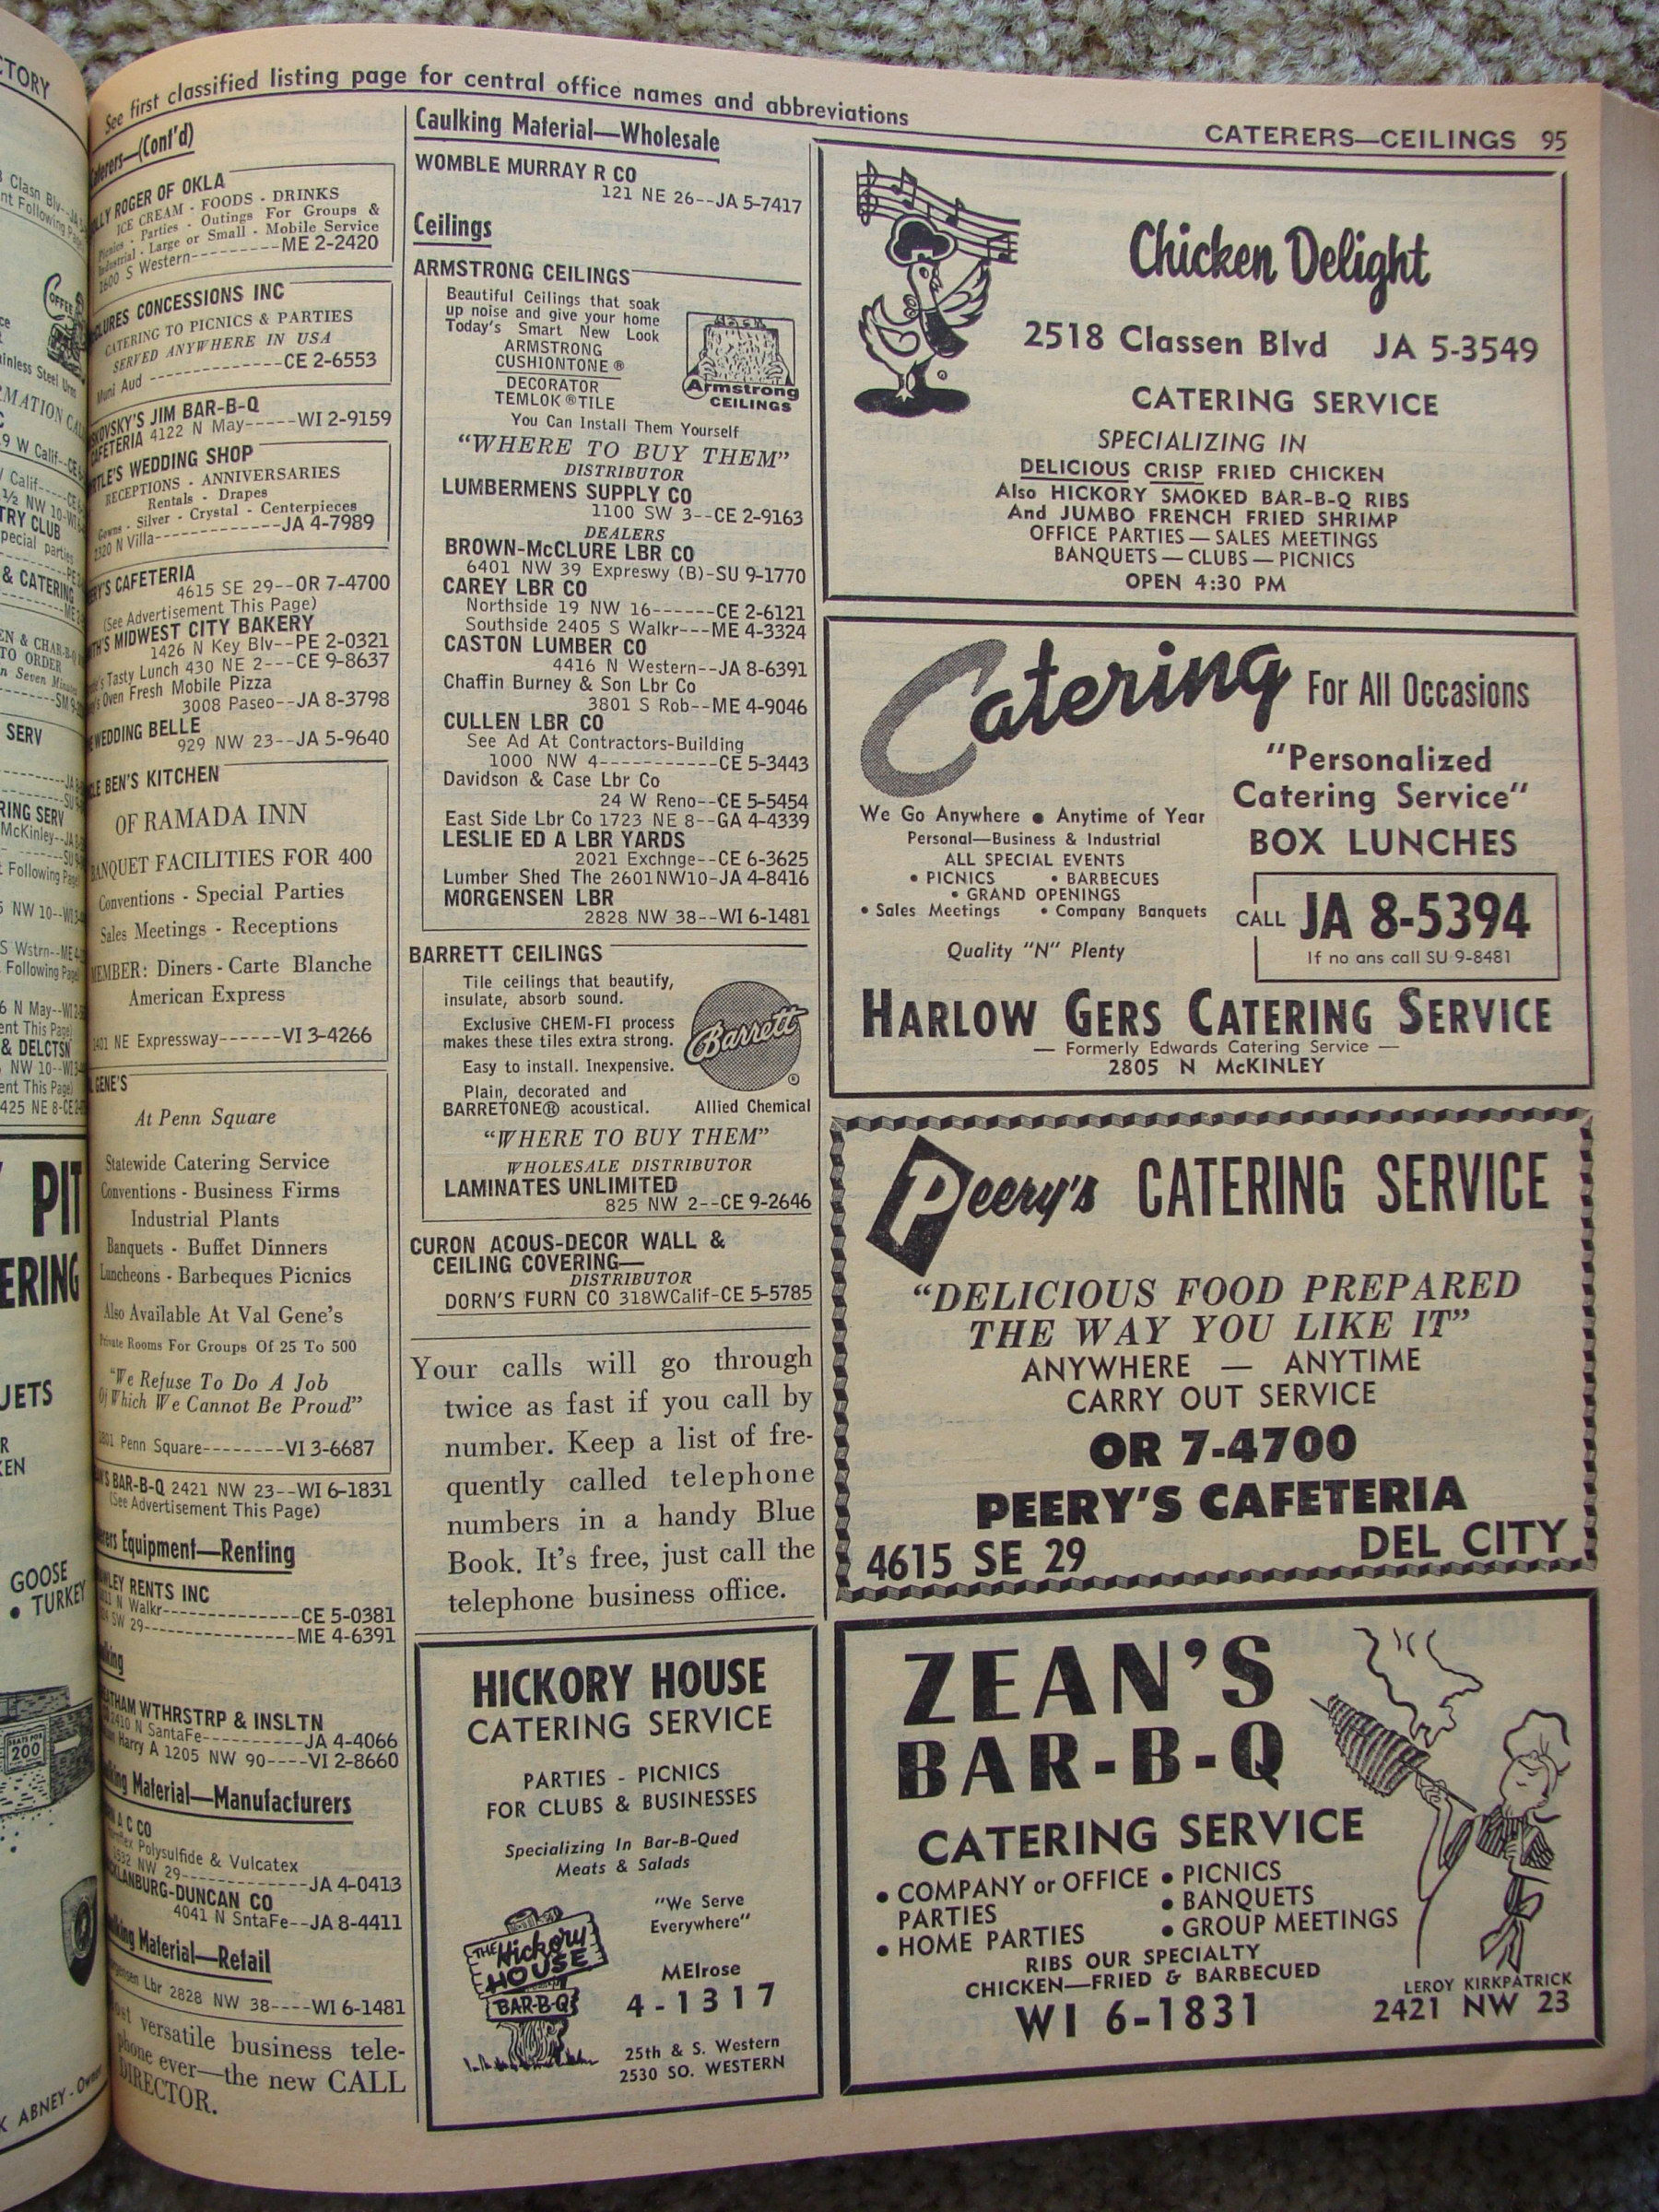 See first classified listing page for central office names and abbreviations
CATERERS—CEILINGS 95
Caterers—(Cont'd)
ROGER OF OKLA
ICE CREAM - FOODS - DRINKS
Picnics - Parties - Outings For Groups &
Industrial - Large or Small - Mobile Service
1600 S Western----------ME 2-2420
CONCESSIONS INC
CATERING TO PICNICS & PARTIES
SERVED ANYWHERE IN USA
Muni Aud ---------------CE 2-6553
JIM BAR-B-Q
CAFETERIA 4122 N May-----WI 2-9159
WEDDING SHOP
RECEPTIONS - ANNIVERSARIES
Rentals - Drapes
Gowns - Silver - Crystal - Centerpieces
2320 N Villa--------------JA 4-7989
CAFETERIA
4615 SE 29--OR 7-4700
(See Advertisement This Page)
MIDWEST CITY BAKERY
1426 N Key Blv--PE 2-0321
Tasty Lunch 430 NE 2---CE 9-8637
Oven Fresh Mobile Pizza
3008 Paseo--JA 8-3798
WEDDING BELLE
929 NW 23--JA 5-9640
BEN'S KITCHEN
OF RAMADA INN
BANQUET FACILITIES FOR 400
Conventions - Special Parties
Sales Meetings - Receptions
MEMBER: Diners - Carte Blanche
American Express
NE Expressway------VI 3-4266
GENE'S
At Penn Square
Statewide Catering Service
Conventions - Business Firms
Industrial Plants
Banquets - Buffet Dinners
Luncheons - Barbeques Picnics
Also Available At Val Gene's
Private Rooms For Groups Of 25 To 500
"We Refuse To Do A Job
Of Which We Cannot Be Proud"
Penn Square--------VI 3-6687
BAR-B-Q 2421 NW 23--WI 6-1831
(See Advertisement This Page)
Equipment—Renting
RENTS INC
N Walkr---------------CE 5-0381
SW 29-----------------ME 4-6391
WTHRSTRP & INSLTN
2410 N SantaFe-----------JA 4-4066
Harry A 1205 NW 90----VI 2-8660
Material—Manufacturers
A C CO
Polysulfide & Vulcatex
NW 29--------------JA 4-0413
DUNCAN CO
4041 N SntaFe--JA 8-4411
Material—Retail
Lbr 2828 NW 38----WI 6-1481
versatile business tele-
phone ever—the new CALL
DIRECTOR.
Caulking Material—Wholesale
WOMBLE MURRAY R CO
121 NE 26--JA 5-7417
Ceilings
ARMSTRONG CEILINGS
Beautiful Ceilings that soak
up noise and give your home
Today's Smart New Look
ARMSTRONG
CUSHIONTONE ®
DECORATOR
TEMLOK ® TILE
Armstrong
CEILINGS
You Can Install Them Yourself
"WHERE TO BUY THEM"
DISTRIBUTOR
LUMBERMENS SUPPLY CO
1100 SW 3--CE 2-9163
DEALERS
BROWN-McCLURE LBR CO
6401 NW 39 Expreswy (B)-SU 9-1770
CAREY LBR CO
Northside 19 NW 16------CE 2-6121
Southside 2405 S Walkr---ME 4-3324
CASTON LUMBER CO
4416 N Western--JA 8-6391
Chaffin Burney & Son Lbr Co
3801 S Rob--ME 4-9046
CULLEN LBR CO
See Ad At Contractors-Building
1000 NW 4-----------CE 5-3443
Davidson & Case Lbr Co
24 W Reno--CE 5-5454
East Side Lbr Co 1723 NE 8--GA 4-4339
LESLIE ED A LBR YARDS
2021 Exchnge--CE 6-3625
Lumber Shed The 2601NW10-JA 4-8416
MORGENSEN LBR
2828 NW 38--WI 6-1481
BARRETT CEILINGS
Tile ceilings that beautify,
insulate, absorb sound.
Exclusive CHEM-FI process
makes these tiles extra strong.
Easy to install. Inexpensive.
Plain, decorated and
BARRETONE® acoustical.
Barrett
®
Allied Chemical
"WHERE TO BUY THEM"
WHOLESALE DISTRIBUTOR
LAMINATES UNLIMITED
825 NW 2--CE 9-2646
CURON ACOUS-DECOR WALL &
CEILING COVERING—
DISTRIBUTOR
DORN'S FURN CO 318WCalif-CE 5-5785
Your calls will go through
twice as fast if you call by
number. Keep a list of fre-
quently called telephone
numbers in a handy Blue
Book. It's free, just call the
telephone business office.
HICKORY HOUSE
CATERING SERVICE
PARTIES - PICNICS
FOR CLUBS & BUSINESSES
Specializing In Bar-B-Qued
Meats & Salads
"We Serve
Everywhere"
THE Hickory
HOUSE
BAR-B-Q
MElrose
4-1317
25th & S. Western
2530 SO. WESTERN
Chicken Delight
2518 Classen Blvd JA 5-3549
CATERING SERVICE
SPECIALIZING IN
DELICIOUS CRISP FRIED CHICKEN
Also HICKORY SMOKED BAR-B-Q RIBS
And JUMBO FRENCH FRIED SHRIMP
OFFICE PARTIES — SALES MEETINGS
BANQUETS — CLUBS — PICNICS
OPEN 4:30 PM
Catering For All Occasions
"Personalized
Catering Service"
BOX LUNCHES
We Go Anywhere ● Anytime of Year
Personal—Business & Industrial
ALL SPECIAL EVENTS
• PICNICS • BARBECUES
• GRAND OPENINGS
• Sales Meetings • Company Banquets
Quality "N" Plenty
CALL JA 8-5394
If no ans call SU 9-8481
HARLOW GERS CATERING SERVICE
— Formerly Edwards Catering Service —
2805 N McKINLEY
Peery's CATERING SERVICE
"DELICIOUS FOOD PREPARED
THE WAY YOU LIKE IT"
ANYWHERE — ANYTIME
CARRY OUT SERVICE
OR 7-4700
PEERY'S CAFETERIA
4615 SE 29 DEL CITY
ZEAN'S
BAR-B-Q
CATERING SERVICE
• COMPANY or OFFICE
PARTIES
• HOME PARTIES
• PICNICS
• BANQUETS
• GROUP MEETINGS
RIBS OUR SPECIALTY
CHICKEN—FRIED & BARBECUED
WI 6-1831
LEROY KIRKPATRICK
2421 NW 23